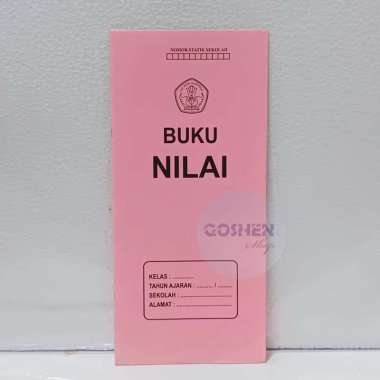 NOMOR STATIK SEKOLAH
BUKU
NILAI
GOSHEN
Shop
KELAS : ............
TAHUN AJARAN : ......... / ......
SEKOLAH : .........................
ALAMAT : ...........................